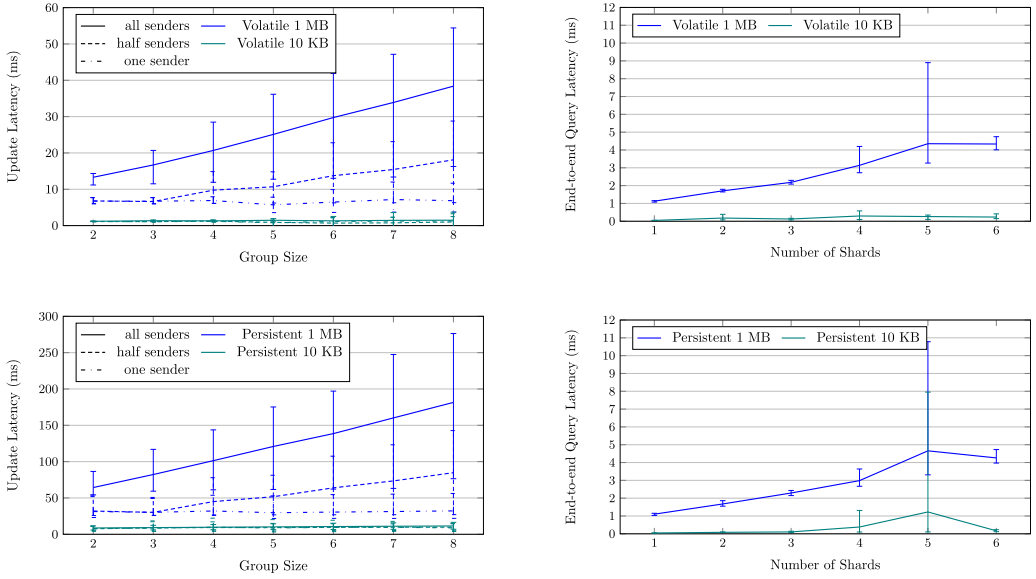 60
50
40
30
20
10
0
Update Latency (ms)
all senders
Volatile 1 MB
half senders
Volatile 10 KB
one sender
2 3 4 5 6 7 8
Group Size
12
11
10
9
8
7
6
5
4
3
2
1
0
End-to-end Query Latency (ms)
Volatile 1 MB Volatile 10 KB
1 2 3 4 5 6
Number of Shards
300
250
200
150
100
50
0
Update Latency (ms)
all senders
Persistent 1 MB
half senders
Persistent 10 KB
one sender
2 3 4 5 6 7 8
Group Size
12
11
10
9
8
7
6
5
4
3
2
1
0
End-to-end Query Latency (ms)
Persistent 1 MB Persistent 10 KB
1 2 3 4 5 6
Number of Shards